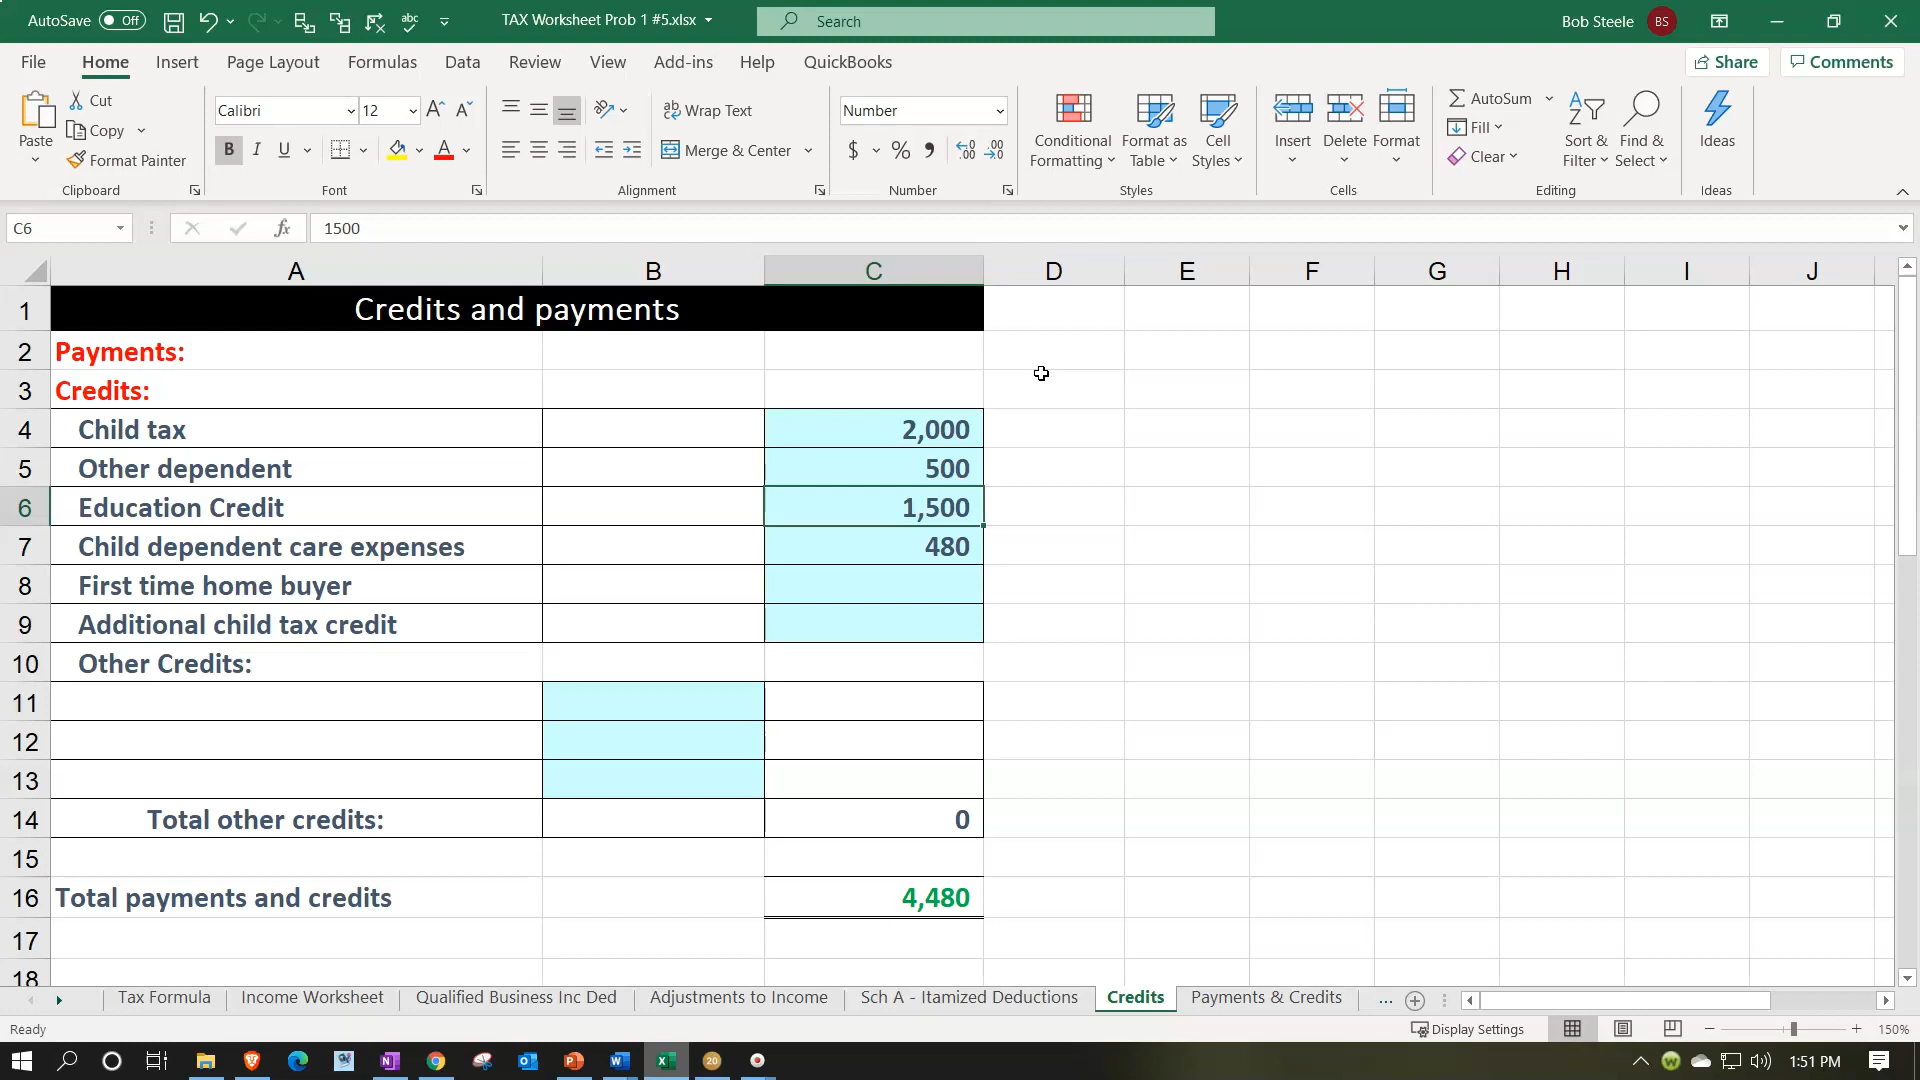 AutoSave Off TAX Worksheet Prob 1 #5.xlsx Search Bob Steele BS
File Home Insert Page Layout Formulas Data Review View Add-ins Help QuickBooks Share Comments
Paste Cut Copy Format Painter Clipboard
Calibri 12 B I U A Font
Wrap Text Merge & Center Alignment
Number $ % Number
Conditional Formatting Format as Table Cell Styles Styles
Insert Delete Format Cells
AutoSum Fill Clear Sort & Filter Find & Select Editing
Ideas Ideas
C6 fx 1500
A B C D E F G H I J
1 Credits and payments
2 Payments:
3 Credits:
4 Child tax 2,000
5 Other dependent 500
6 Education Credit 1,500
7 Child dependent care expenses 480
8 First time home buyer
9 Additional child tax credit
10 Other Credits:
11
12
13
14 Total other credits: 0
15
16 Total payments and credits 4,480
17
18
Tax Formula Income Worksheet Qualified Business Inc Ded Adjustments to Income Sch A - Itamized Deductions Credits Payments & Credits ...
Ready Display Settings 150%
20 1:51 PM